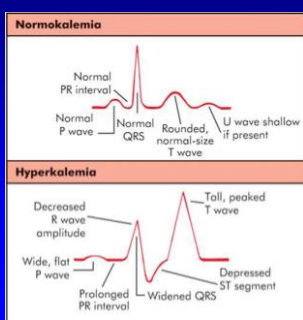 Normokalemia
Normal
PR interval
Normal
P wave
Normal
QRS
Rounded,
normal-size
T wave
U wave shallow
if present
Hyperkalemia
Decreased
R wave
amplitude
Wide, flat
P wave
Prolonged
PR interval
Widened QRS
Tall, peaked
T wave
Depressed
ST segment